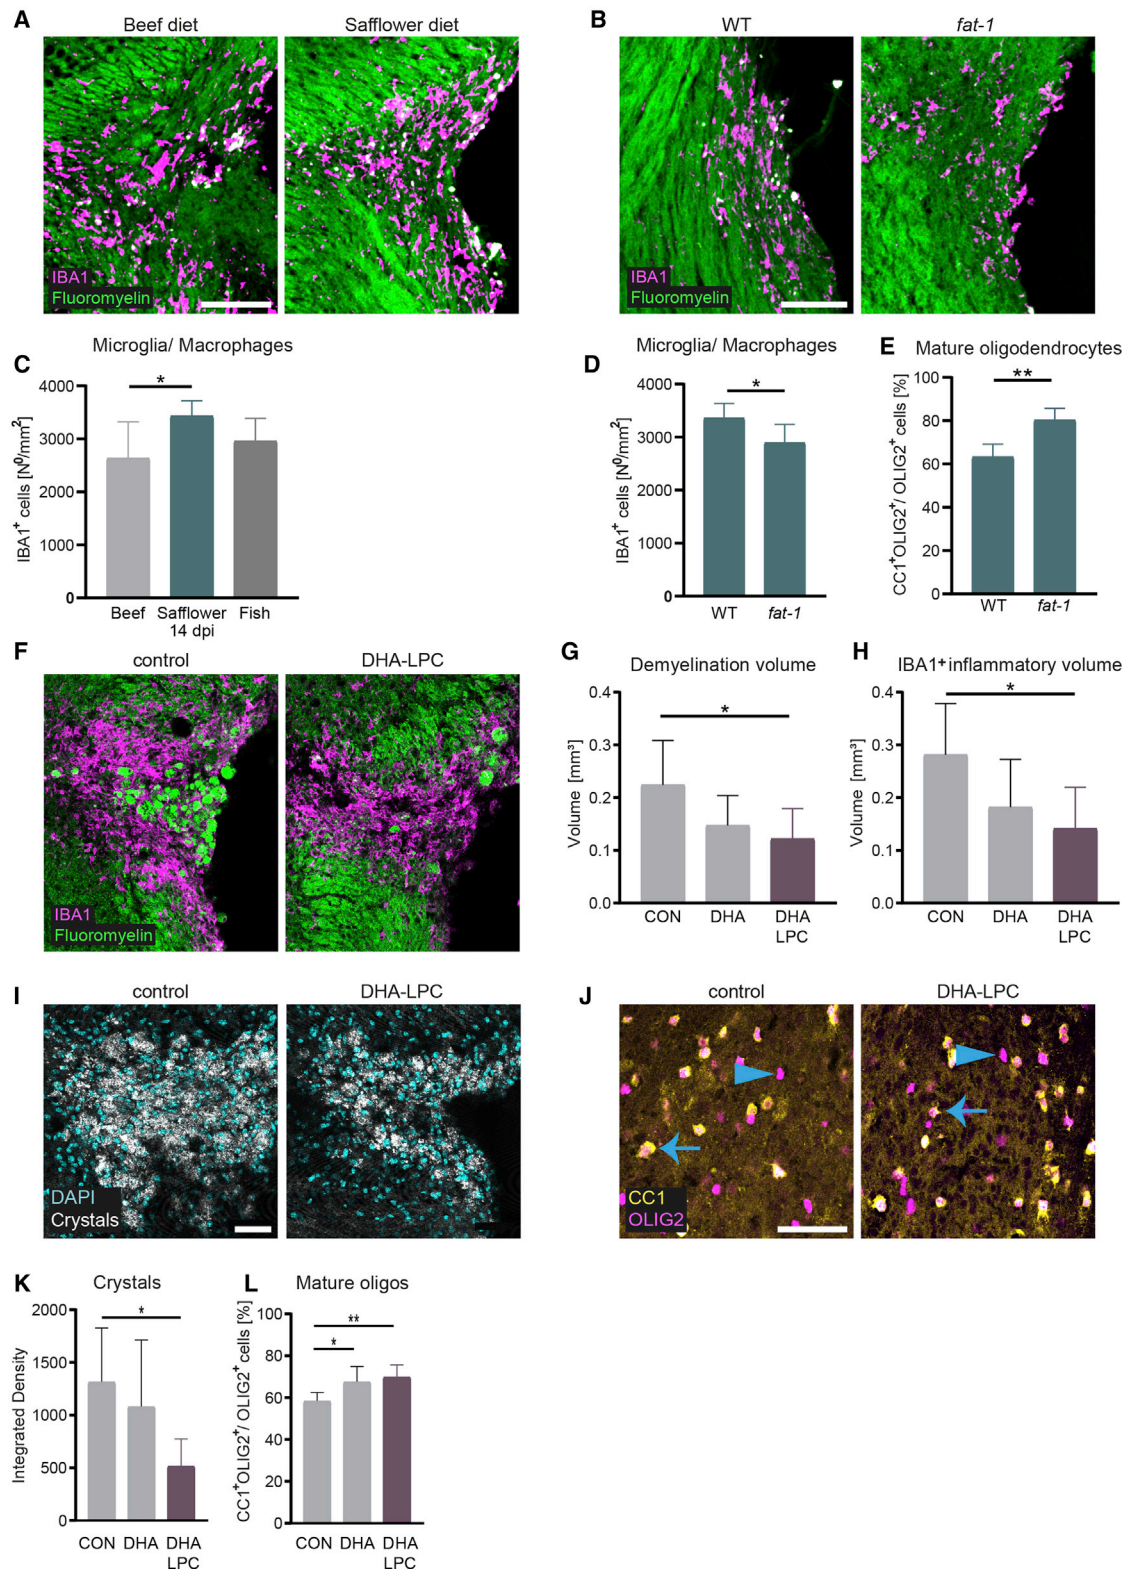 A
Beef diet
Safflower diet
IBA1
Fluoromyelin
B
WT
fat-1
IBA1
Fluoromyelin
C
Microglia/ Macrophages
IBA1+ cells [N0/mm2]
4000
3000
2000
1000
0
*
Beef
Safflower
Fish
14 dpi
D
Microglia/ Macrophages
IBA1+ cells [N0/mm2]
4000
3000
2000
1000
0
*
WT
fat-1
E
Mature oligodendrocytes
CC1+OLIG2+/ OLIG2+ cells [%]
100
80
60
40
20
0
**
WT
fat-1
F
control
DHA-LPC
IBA1
Fluoromyelin
G
Demyelination volume
Volume [mm³]
0.4
0.3
0.2
0.1
0.0
*
CON
DHA
DHA
LPC
H
IBA1+ inflammatory volume
Volume [mm³]
0.4
0.3
0.2
0.1
0.0
*
CON
DHA
DHA
LPC
I
control
DHA-LPC
DAPI
Crystals
J
control
DHA-LPC
CC1
OLIG2
K
Crystals
Integrated Density
2000
1500
1000
500
0
*
CON
DHA
DHA
LPC
L
Mature oligos
CC1+OLIG2+/ OLIG2+ cells [%]
100
80
60
40
20
0
**
*
CON
DHA
DHA
LPC